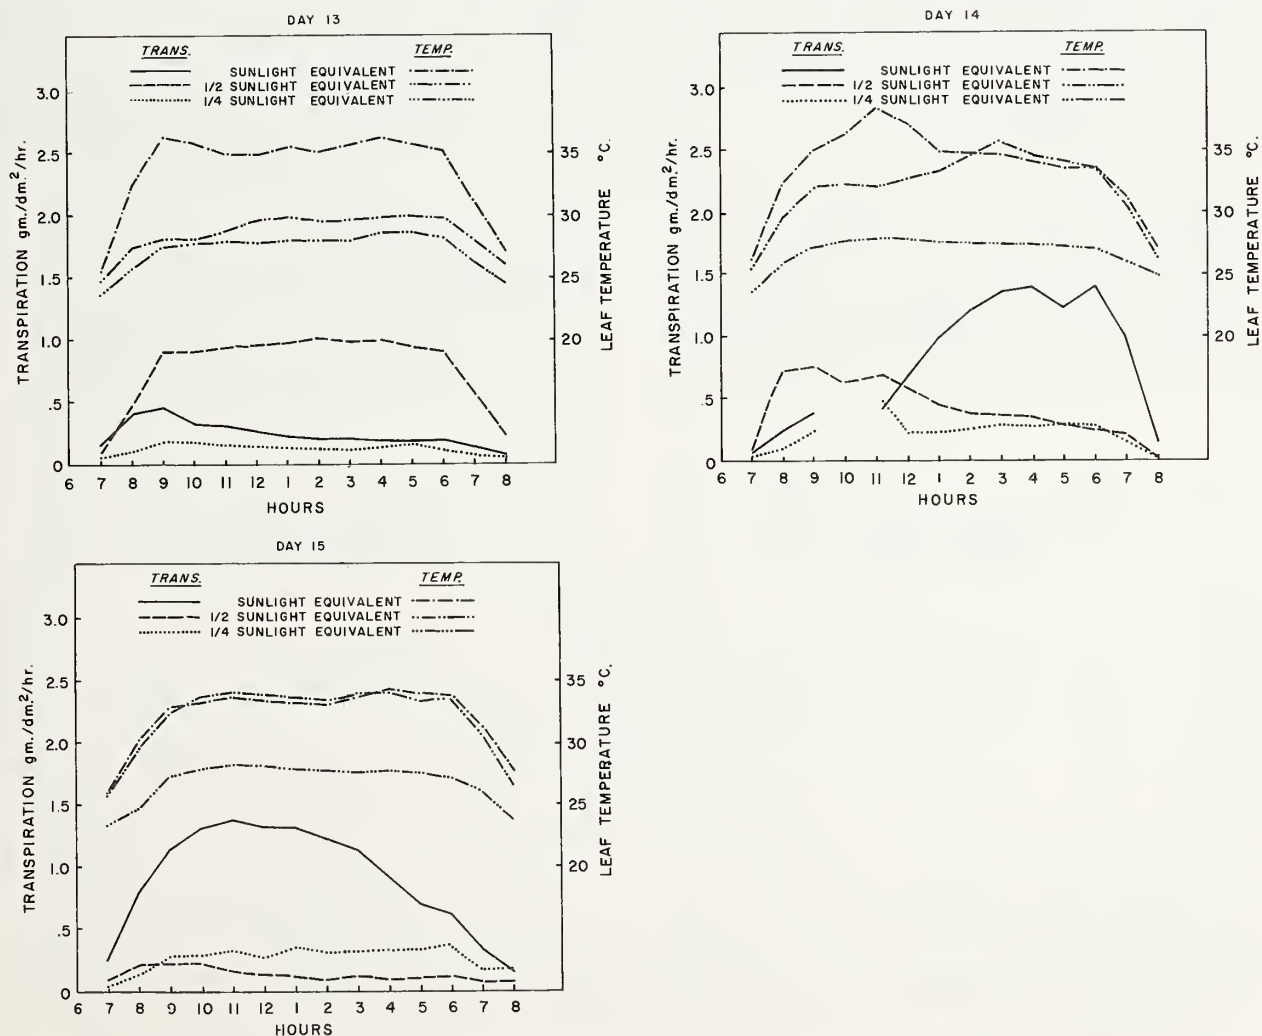 DAY 13
TRANS. TEMP.
SUNLIGHT EQUIVALENT
1/2 SUNLIGHT EQUIVALENT
1/4 SUNLIGHT EQUIVALENT
3.0
2.5
2.0
1.5
1.0
.5
0
TRANSPIRATION gm./dm.²/hr.
35
30
25
20
LEAF TEMPERATURE °C.
6 7 8 9 10 11 12 1 2 3 4 5 6 7 8
HOURS
DAY 14
TRANS. TEMP.
SUNLIGHT EQUIVALENT
1/2 SUNLIGHT EQUIVALENT
1/4 SUNLIGHT EQUIVALENT
3.0
2.5
2.0
1.5
1.0
.5
0
TRANSPIRATION gm./dm.²/hr.
35
30
25
20
LEAF TEMPERATURE °C.
6 7 8 9 10 11 12 1 2 3 4 5 6 7 8
HOURS
DAY 15
TRANS. TEMP.
SUNLIGHT EQUIVALENT
1/2 SUNLIGHT EQUIVALENT
1/4 SUNLIGHT EQUIVALENT
3.0
2.5
2.0
1.5
1.0
.5
0
TRANSPIRATION gm./dm.²/hr.
35
30
25
20
LEAF TEMPERATURE °C.
6 7 8 9 10 11 12 1 2 3 4 5 6 7 8
HOURS